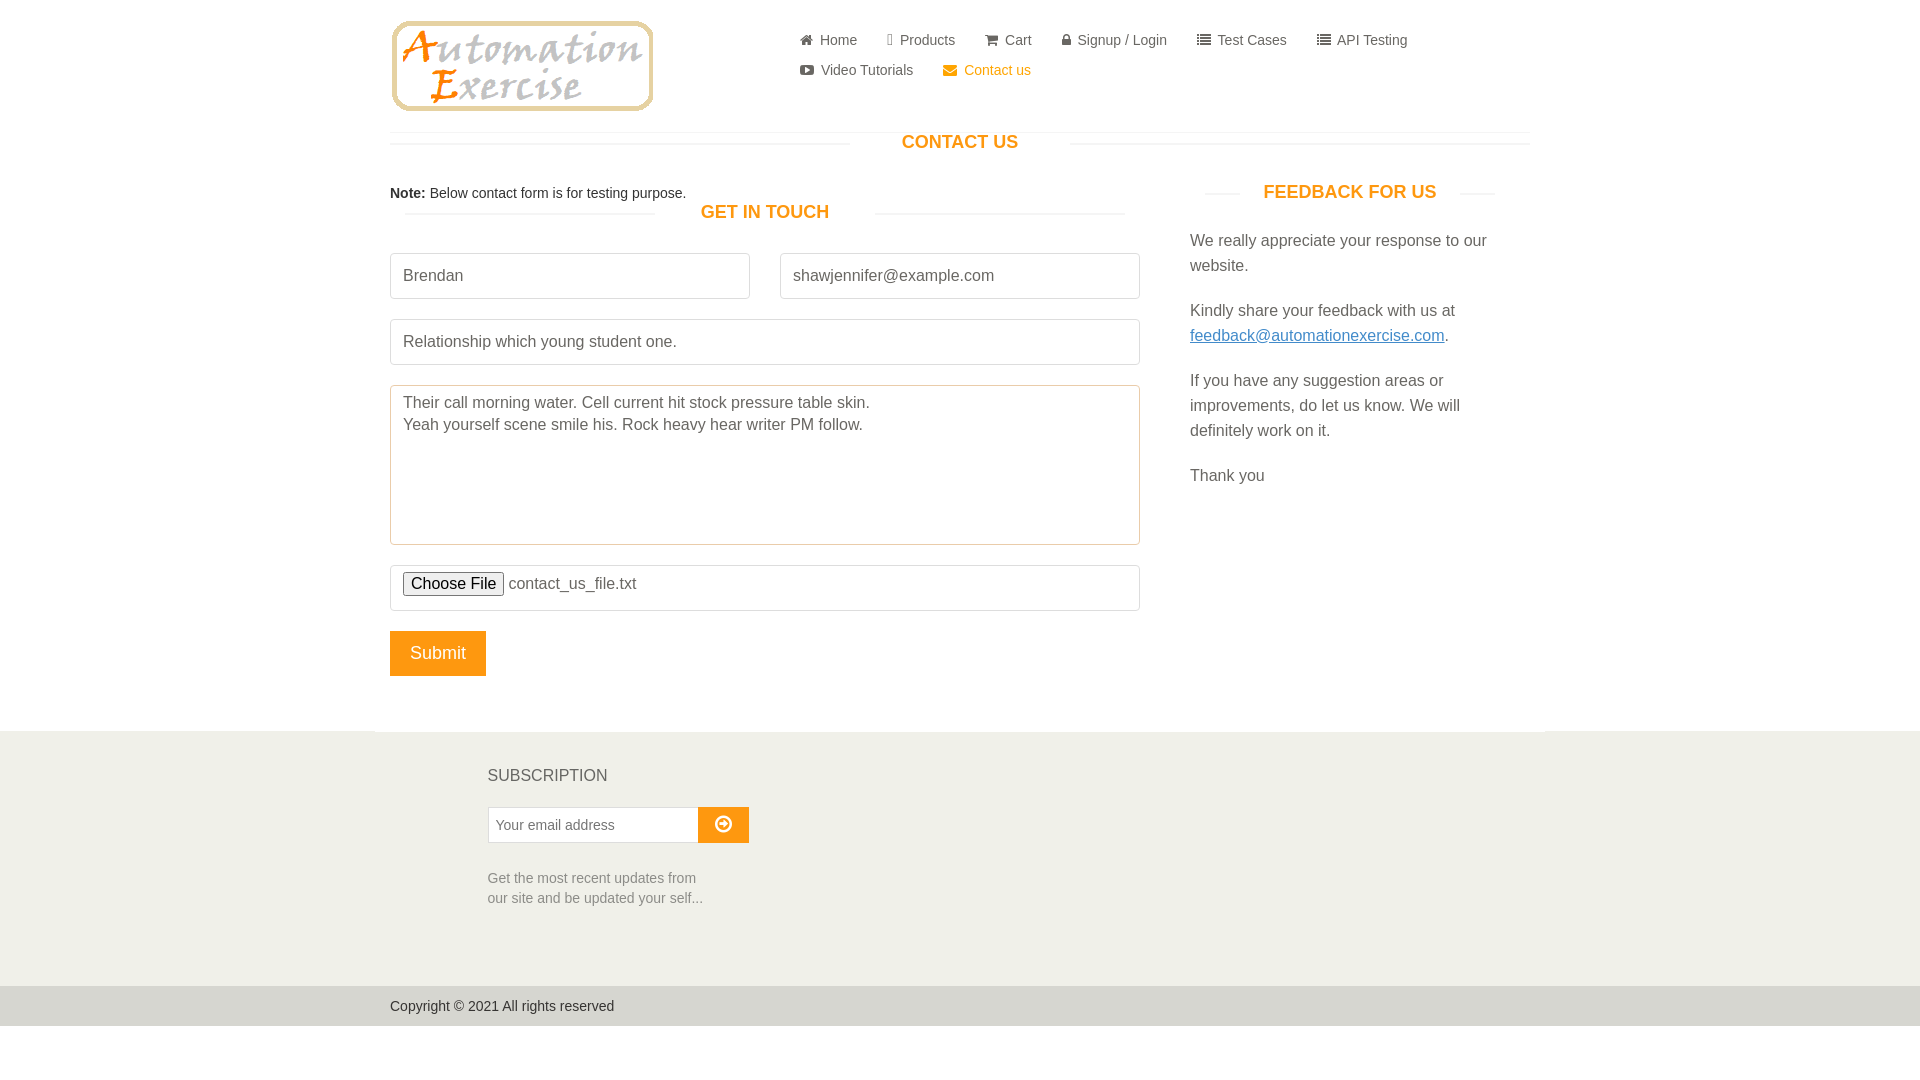 Automation
Exercise
Home
Products
Cart
Signup / Login
Test Cases
API Testing
Video Tutorials
Contact us
CONTACT US
Note: Below contact form is for testing purpose.
GET IN TOUCH
Brendan
shawjennifer@example.com
Relationship which young student one.
Their call morning water. Cell current hit stock pressure table skin.
Yeah yourself scene smile his. Rock heavy hear writer PM follow.
Choose File contact_us_file.txt
Submit
FEEDBACK FOR US
We really appreciate your response to our
website.
Kindly share your feedback with us at
feedback@automationexercise.com.
If you have any suggestion areas or
improvements, do let us know. We will
definitely work on it.
Thank you
SUBSCRIPTION
Your email address
Get the most recent updates from
our site and be updated your self...
Copyright © 2021 All rights reserved